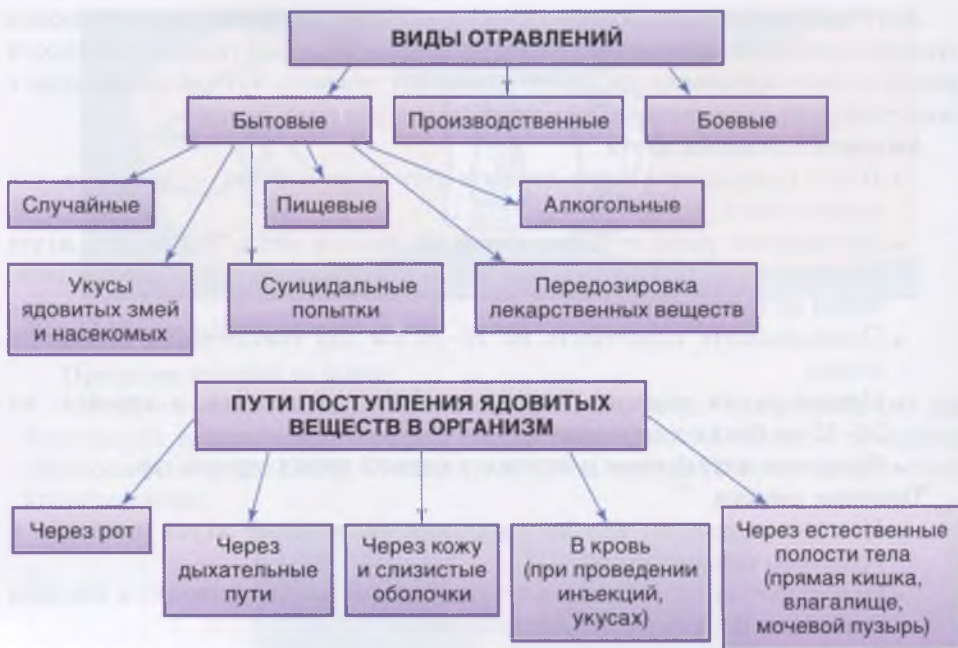 ВИДЫ ОТРАВЛЕНИЙ
Бытовые
Производственные
Боевые
Случайные
Пищевые
Алкогольные
Укусы
ядовитых змей
и насекомых
Суицидальные
попытки
Передозировка
лекарственных веществ
ПУТИ ПОСТУПЛЕНИЯ ЯДОВИТЫХ
ВЕЩЕСТВ В ОРГАНИЗМ
Через рот
Через
дыхательные
пути
Через кожу
и слизистые
оболочки
В кровь
(при проведении
инъекций,
укусах)
Через естественные
полости тела
(прямая кишка,
влагалище,
мочевой пузырь)